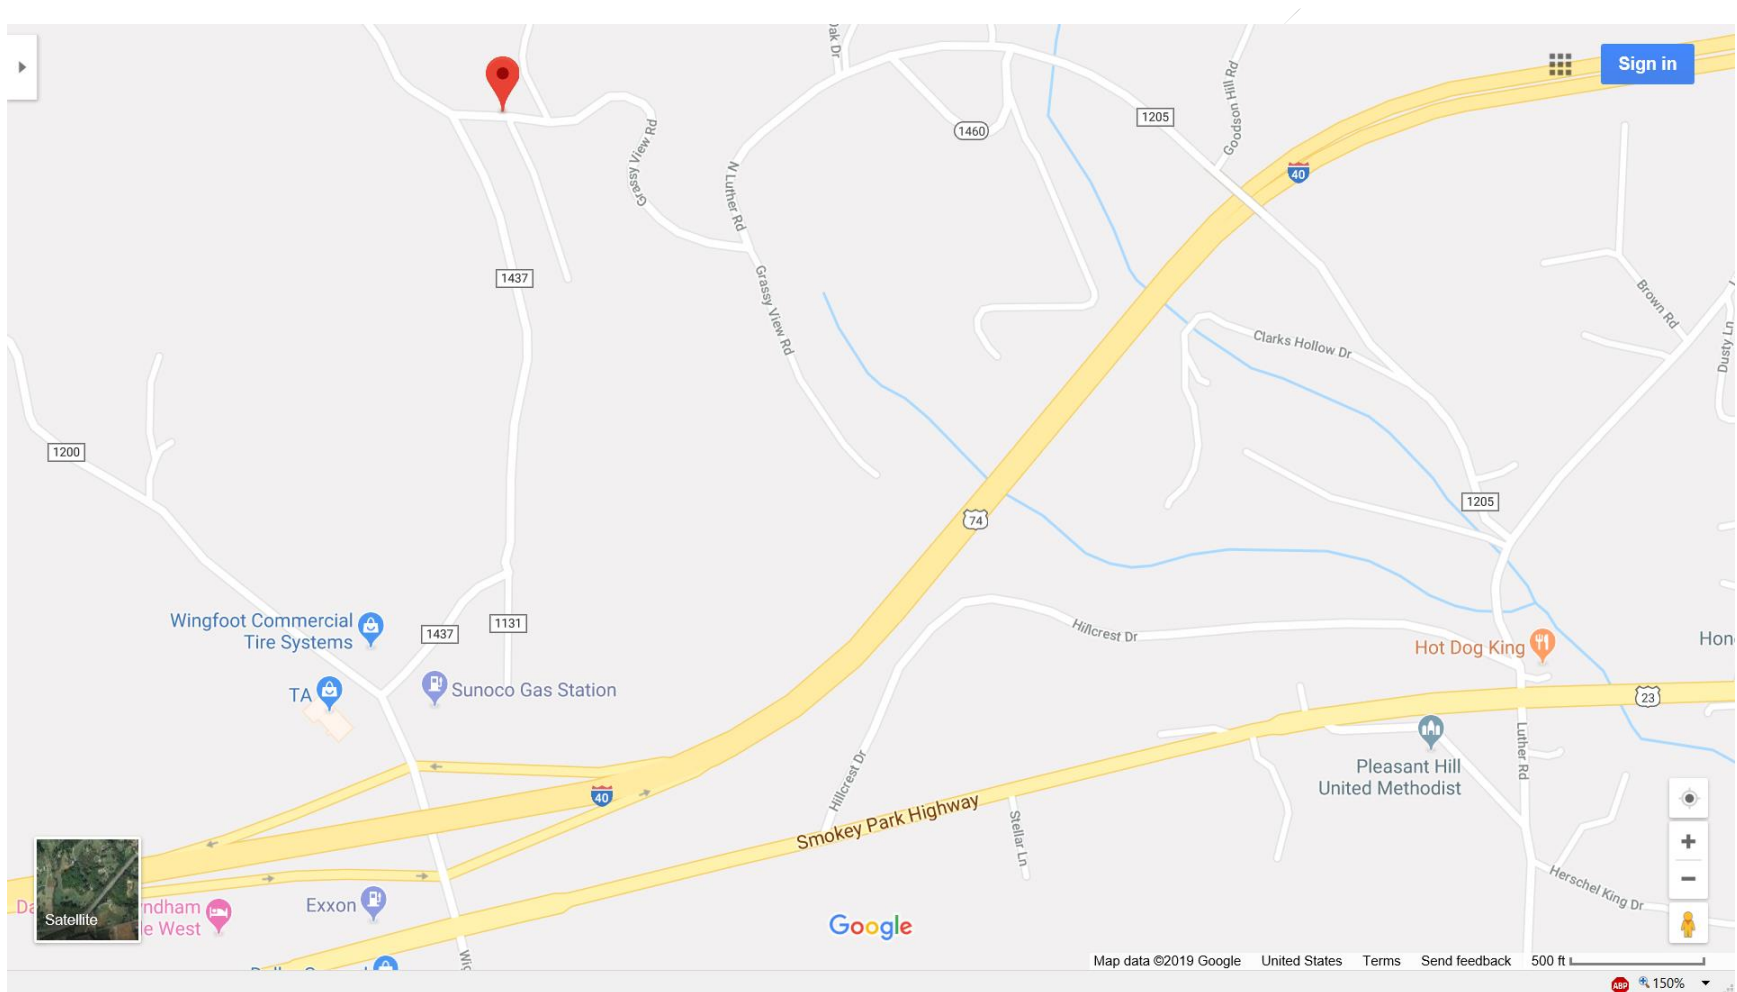 Sign in
1205
1460
40
Goodson Hill Rd
Grassy View Rd
N Luther Rd
1437
Grassy View Rd
Brown Rd
Dusty Ln
Clarks Hollow Dr
1200
1205
74
Wingfoot Commercial
Tire Systems
1437
1131
Hillcrest Dr
Hot Dog King
TA
Sunoco Gas Station
23
Pleasant Hill
United Methodist
Luther Rd
Hillcrest Dr
40
Smokey Park Highway
Stellar Ln
Herschel King Dr
Satellite
Exxon
West
Google
Map data ©2019 Google United States Terms Send feedback 500 ft
ABP 150%